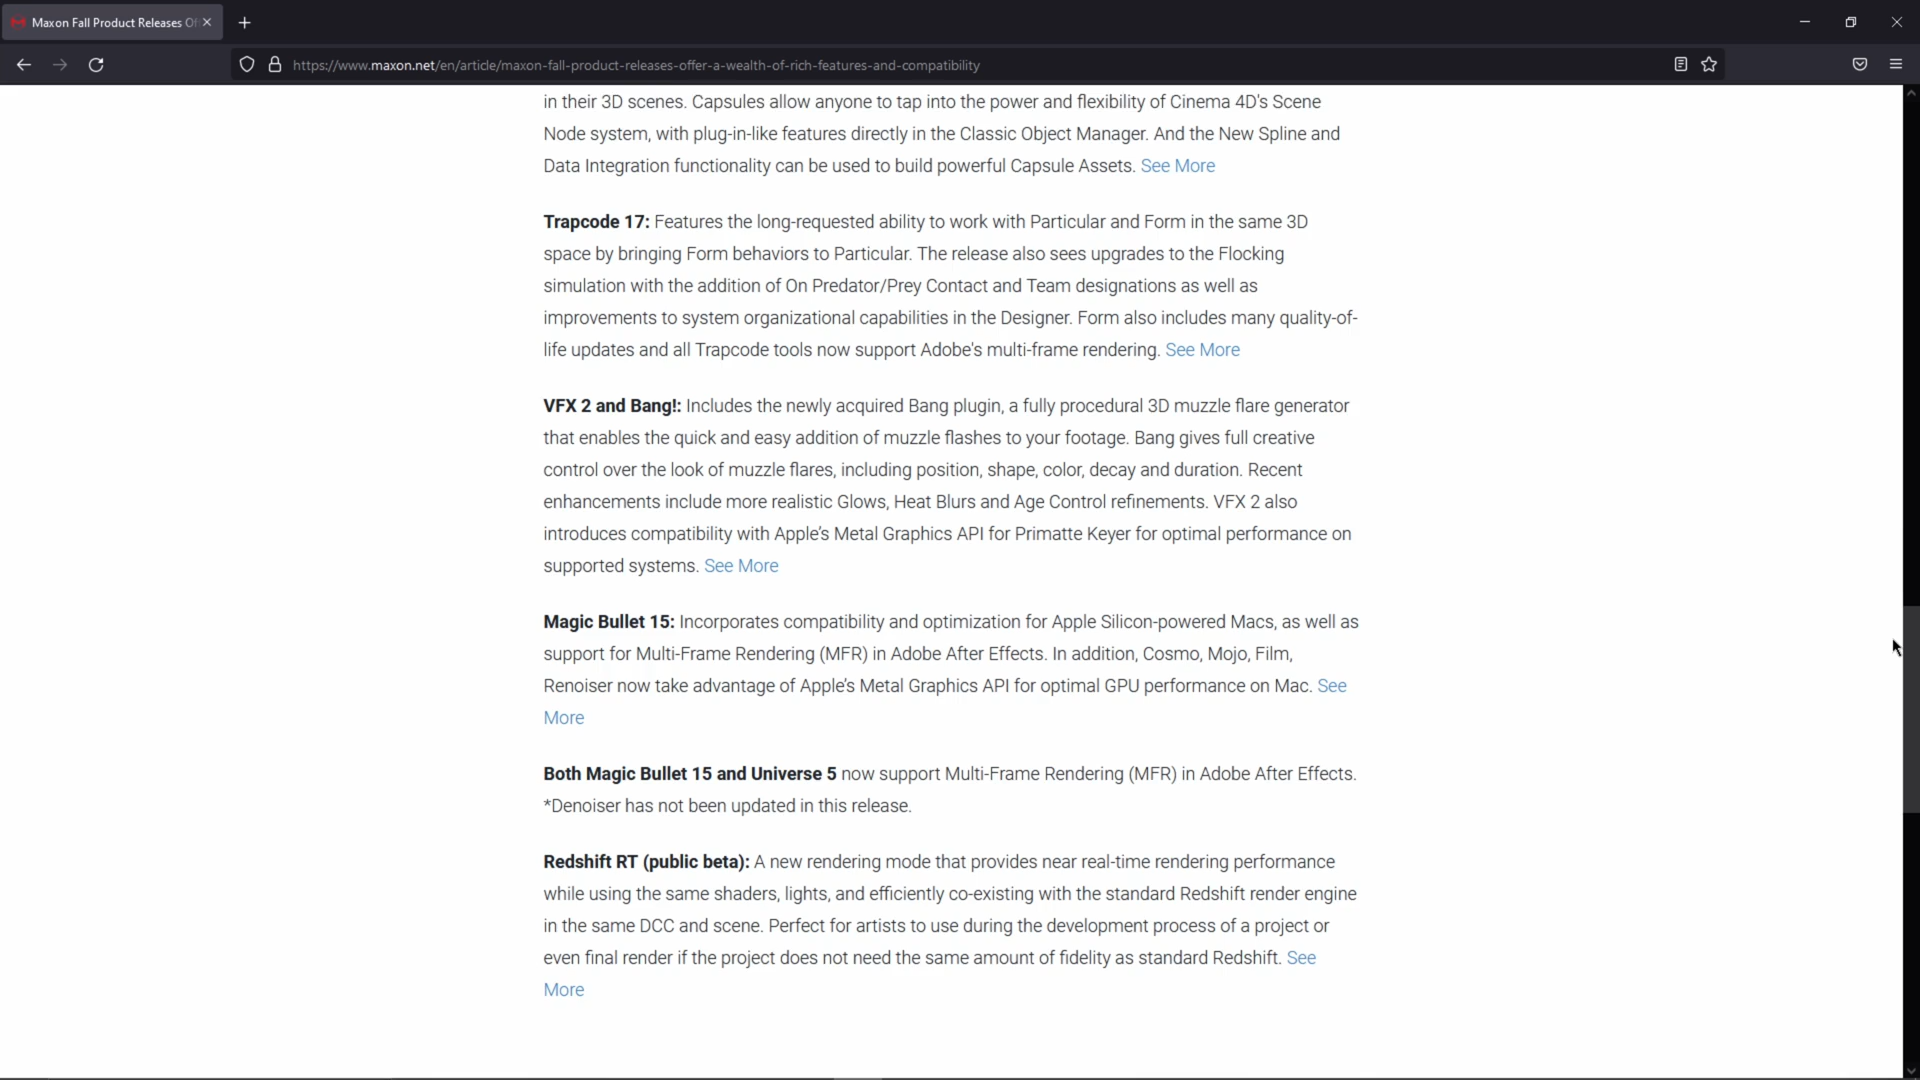 Maxon Fall Product Releases O
https://www.maxon.net/en/article/maxon-fall-product-releases-offer-a-wealth-of-rich-features-and-compatibility
in their 3D scenes. Capsules allow anyone to tap into the power and flexibility of Cinema 4D's Scene
Node system, with plug-in-like features directly in the Classic Object Manager. And the New Spline and
Data Integration functionality can be used to build powerful Capsule Assets. See More
Trapcode 17: Features the long-requested ability to work with Particular and Form in the same 3D
space by bringing Form behaviors to Particular. The release also sees upgrades to the Flocking
simulation with the addition of On Predator/Prey Contact and Team designations as well as
improvements to system organizational capabilities in the Designer. Form also includes many quality-of-
life updates and all Trapcode tools now support Adobe's multi-frame rendering. See More
VFX 2 and Bang!: Includes the newly acquired Bang plugin, a fully procedural 3D muzzle flare generator
that enables the quick and easy addition of muzzle flashes to your footage. Bang gives full creative
control over the look of muzzle flares, including position, shape, color, decay and duration. Recent
enhancements include more realistic Glows, Heat Blurs and Age Control refinements. VFX 2 also
introduces compatibility with Apple’s Metal Graphics API for Primatte Keyer for optimal performance on
supported systems. See More
Magic Bullet 15: Incorporates compatibility and optimization for Apple Silicon-powered Macs, as well as
support for Multi-Frame Rendering (MFR) in Adobe After Effects. In addition, Cosmo, Mojo, Film,
Renoiser now take advantage of Apple’s Metal Graphics API for optimal GPU performance on Mac. See
More
Both Magic Bullet 15 and Universe 5 now support Multi-Frame Rendering (MFR) in Adobe After Effects.
*Denoiser has not been updated in this release.
Redshift RT (public beta): A new rendering mode that provides near real-time rendering performance
while using the same shaders, lights, and efficiently co-existing with the standard Redshift render engine
in the same DCC and scene. Perfect for artists to use during the development process of a project or
even final render if the project does not need the same amount of fidelity as standard Redshift. See
More